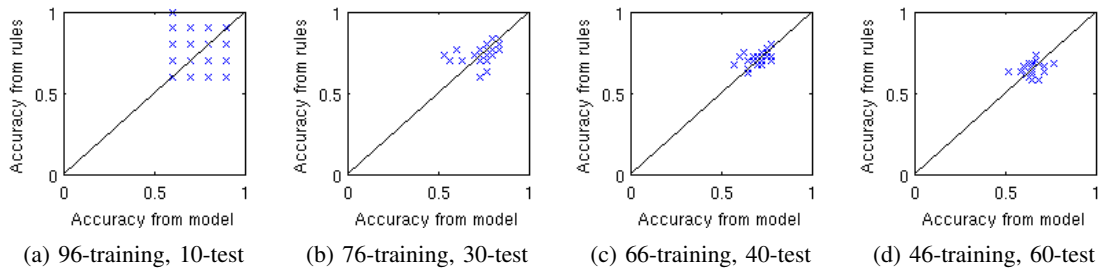 1
0.5
0
0
0.5
1
Accuracy from rules
Accuracy from model
(a) 96-training, 10-test
1
0.5
0
0
0.5
1
Accuracy from rules
Accuracy from model
(b) 76-training, 30-test
1
0.5
0
0
0.5
1
Accuracy from rules
Accuracy from model
(c) 66-training, 40-test
1
0.5
0
0
0.5
1
Accuracy from rules
Accuracy from model
(d) 46-training, 60-test